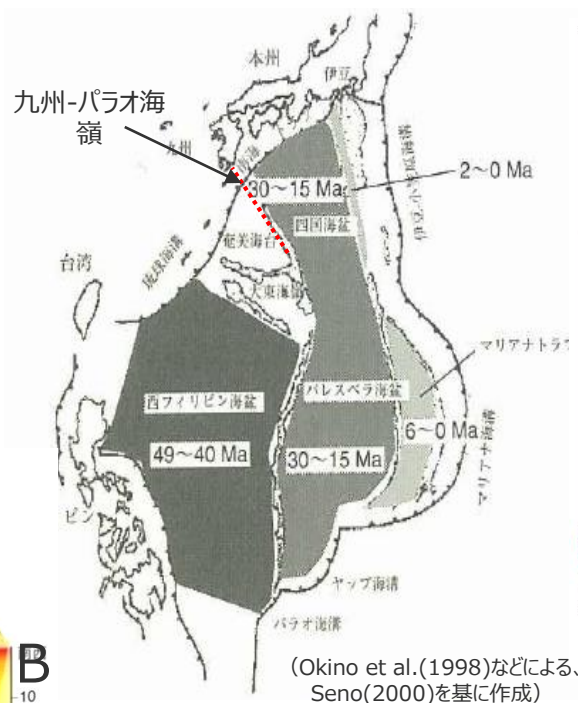 本州
伊豆
九州-パラオ海
嶺
九州
南海
30～15 Ma
2～0 Ma
四国海盆
奄美海台
台湾
琉球海溝
大東海嶺
マリアナトラフ
西フィリピン海盆
パレスベラ海盆
6～0 Ma
49～40 Ma
30～15 Ma
マリアナ海溝
ピン
ヤップ海溝
パラオ海溝
B
-10
(Okino et al.(1998)などによる、
Seno(2000)を基に作成)